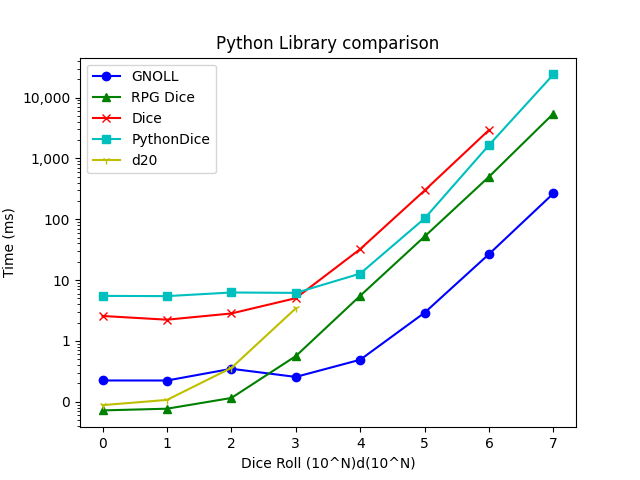 Python Library comparison
GNOLL
RPG Dice
Dice
PythonDice
d20
10,000
1,000
100
10
1
0
Time (ms)
0 1 2 3 4 5 6 7
Dice Roll (10^N)d(10^N)